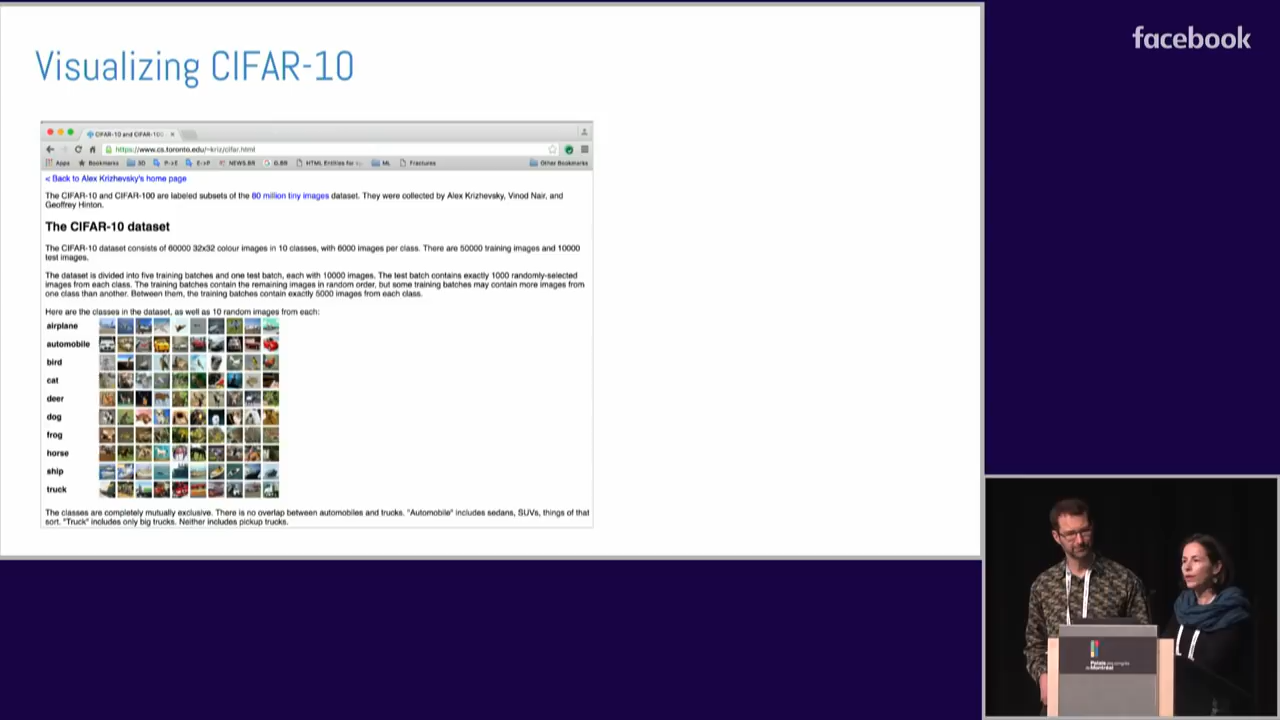 Visualizing CIFAR-10
facebook
CIFAR-10 and CIFAR-100
https://www.cs.toronto.edu/~kriz/cifar.html
Apps Bookmarks 3D P->E E->P NEWS.BR G.BR HTML Entities for ML Fractures Other Bookmarks
< Back to Alex Krizhevsky's home page
The CIFAR-10 and CIFAR-100 are labeled subsets of the 80 million tiny images dataset. They were collected by Alex Krizhevsky, Vinod Nair, and
Geoffrey Hinton.
The CIFAR-10 dataset
The CIFAR-10 dataset consists of 60000 32x32 colour images in 10 classes, with 6000 images per class. There are 50000 training images and 10000
test images.
The dataset is divided into five training batches and one test batch, each with 10000 images. The test batch contains exactly 1000 randomly-selected
images from each class. The training batches contain the remaining images in random order, but some training batches may contain more images from
one class than another. Between them, the training batches contain exactly 5000 images from each class.
Here are the classes in the dataset, as well as 10 random images from each:
airplane
automobile
bird
cat
deer
dog
frog
horse
ship
truck
The classes are completely mutually exclusive. There is no overlap between automobiles and trucks. "Automobile" includes sedans, SUVs, things of that
sort. "Truck" includes only big trucks. Neither includes pickup trucks.
Palais des congrès
de Montréal